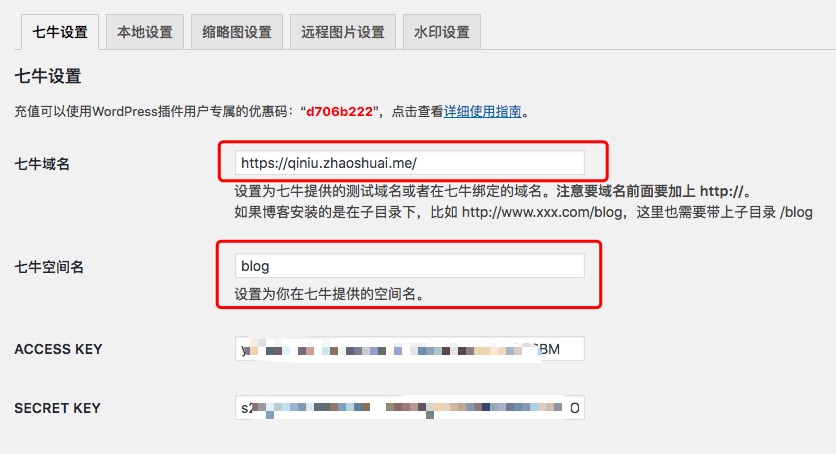 七牛设置 本地设置 缩略图设置 远程图片设置 水印设置
七牛设置
充值可以使用WordPress插件用户专属的优惠码：“d706b222”，点击查看详细使用指南。
七牛域名 https://qiniu.zhaoshuai.me/
设置为七牛提供的测试域名或者在七牛绑定的域名。注意要域名前面要加上 http://。
如果博客安装的是在子目录下，比如 http://www.xxx.com/blog，这里也需要带上子目录 /blog
七牛空间名 blog
设置为你在七牛提供的空间名。
ACCESS KEY
SECRET KEY